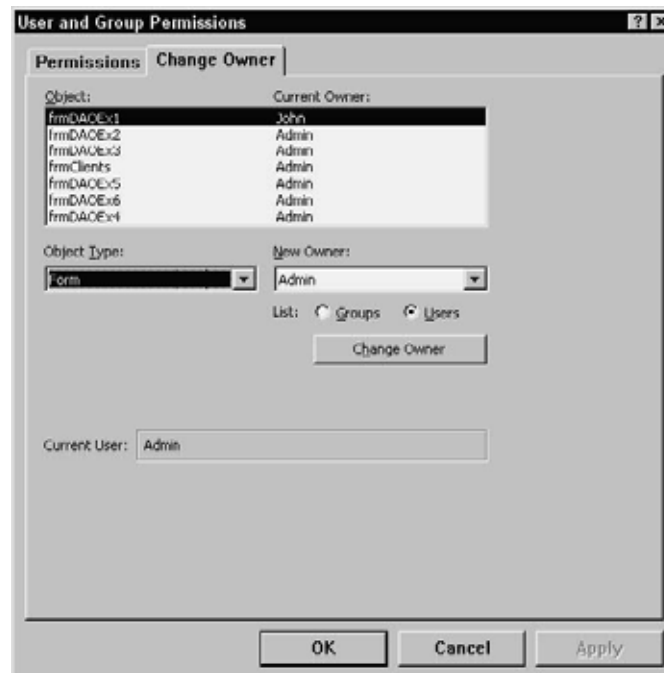 User and Group Permissions
Permissions Change Owner
Object: Current Owner:
frmDAOEx1 John
frmDAOEx2 Admin
frmDAOEx3 Admin
frmClients Admin
frmDAOEx5 Admin
frmDAOEx6 Admin
frmDAOEx4 Admin
Object Type: New Owner:
Form Admin
List: Groups Users
Change Owner
Current User: Admin
OK Cancel Apply